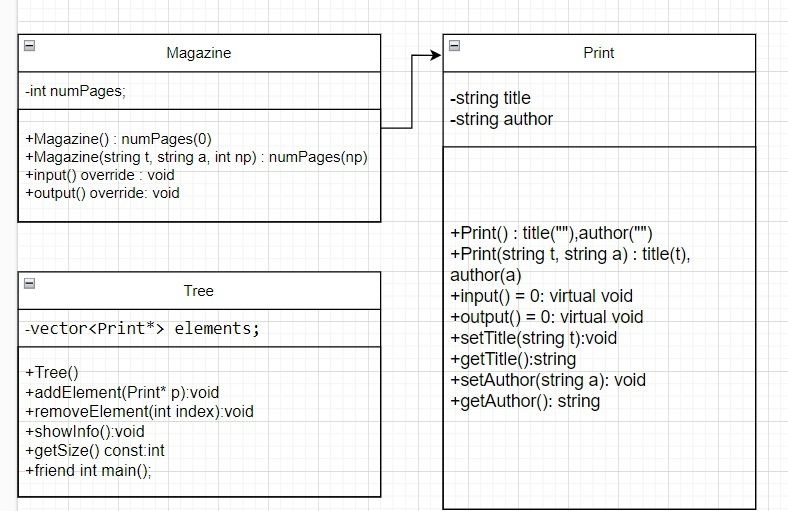 Magazine
-int numPages;
+Magazine() : numPages(0)
+Magazine(string t, string a, int np) : numPages(np)
+input() override : void
+output() override: void
Tree
-vector<Print*> elements;
+Tree()
+addElement(Print* p):void
+removeElement(int index):void
+showInfo():void
+getSize() const:int
+friend int main();
Print
-string title
-string author
+Print() : title(""),author("")
+Print(string t, string a) : title(t),
author(a)
+input() = 0: virtual void
+output() = 0: virtual void
+setTitle(string t):void
+getTitle():string
+setAuthor(string a): void
+getAuthor(): string